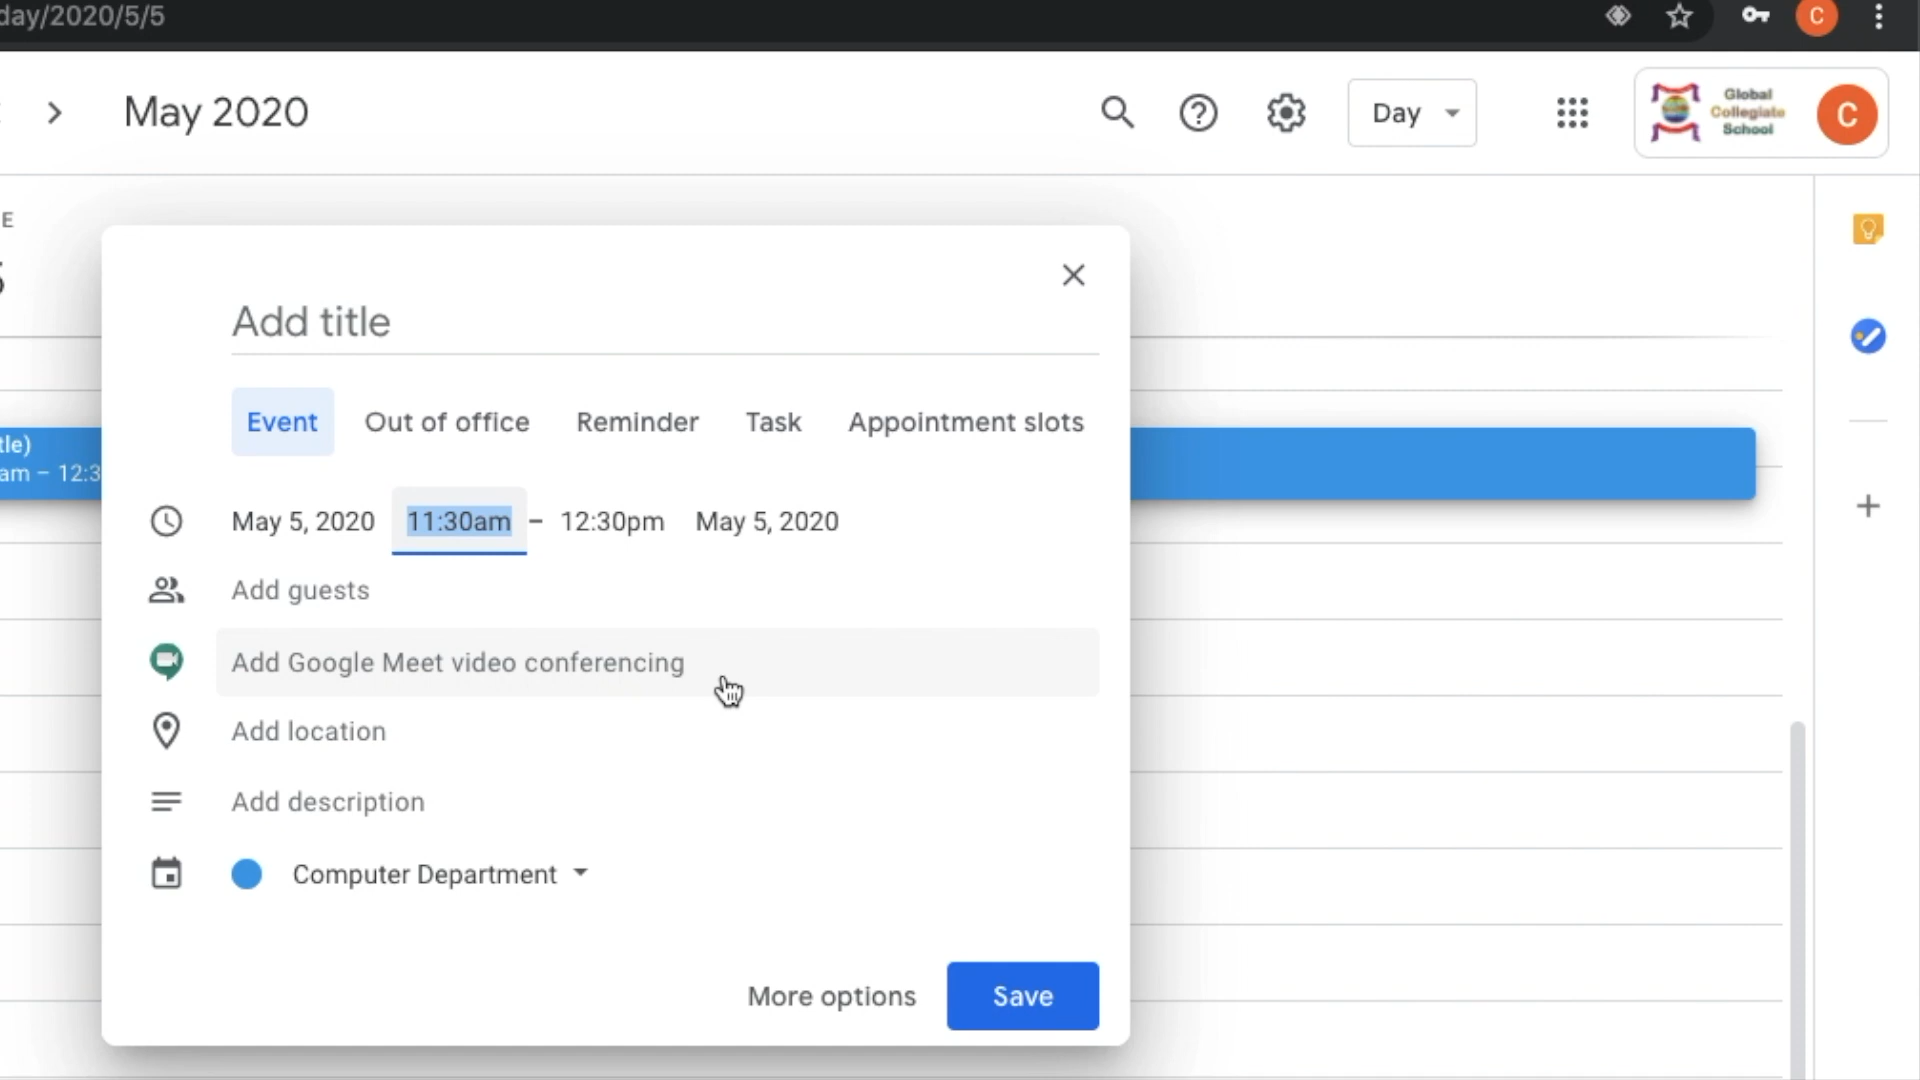 day/2020/5/5
C
May 2020
Day
Global
Collegiate
School
C
E
5
Add title
Event Out of office Reminder Task Appointment slots
tle)
am – 12:3
May 5, 2020 11:30am – 12:30pm May 5, 2020
Add guests
Add Google Meet video conferencing
Add location
Add description
Computer Department
More options Save